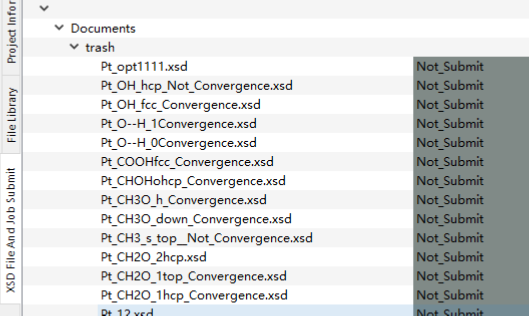 Project Infor
File Library
XSD File And Job Submit
Documents
trash
Pt_opt1111.xsd Not_Submit
Pt_OH_hcp_Not_Convergence.xsd Not_Submit
Pt_OH_fcc_Convergence.xsd Not_Submit
Pt_O--H_1Convergence.xsd Not_Submit
Pt_O--H_0Convergence.xsd Not_Submit
Pt_COOHfcc_Convergence.xsd Not_Submit
Pt_CHOHohcp_Convergence.xsd Not_Submit
Pt_CH3O_h_Convergence.xsd Not_Submit
Pt_CH3O_down_Convergence.xsd Not_Submit
Pt_CH3_s_top__Not_Convergence.xsd Not_Submit
Pt_CH2O_2hcp.xsd Not_Submit
Pt_CH2O_1top_Convergence.xsd Not_Submit
Pt_CH2O_1hcp_Convergence.xsd Not_Submit
Pt_12.xsd Not_Submit